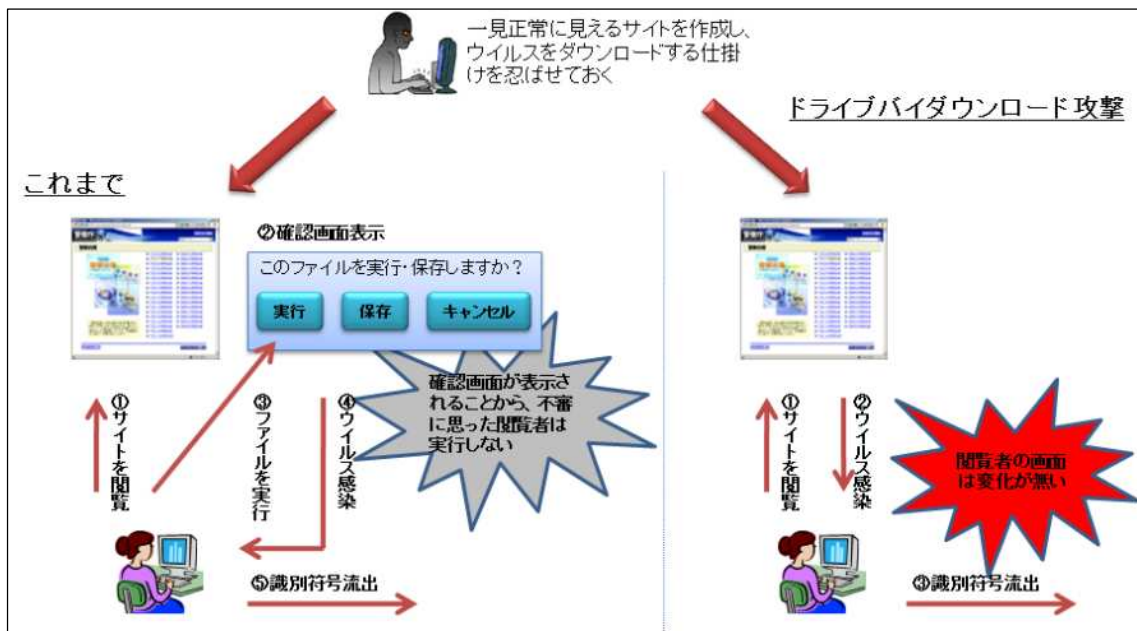 一見正常に見えるサイトを作成し、
ウイルスをダウンロードする仕掛
けを忍ばせておく
ドライブバイダウンロード攻撃
これまで
②確認画面表示
このファイルを実行・保存しますか？
実行
保存
キャンセル
確認画面が表示さ
れることから、不審
に思った閲覧者は
実行しない
①サイトを閲覧
③ファイルを実行
④ウイルス感染
⑤識別符号流出
①サイトを閲覧
②ウイルス感染
閲覧者の画面
は変化が無い
③識別符号流出